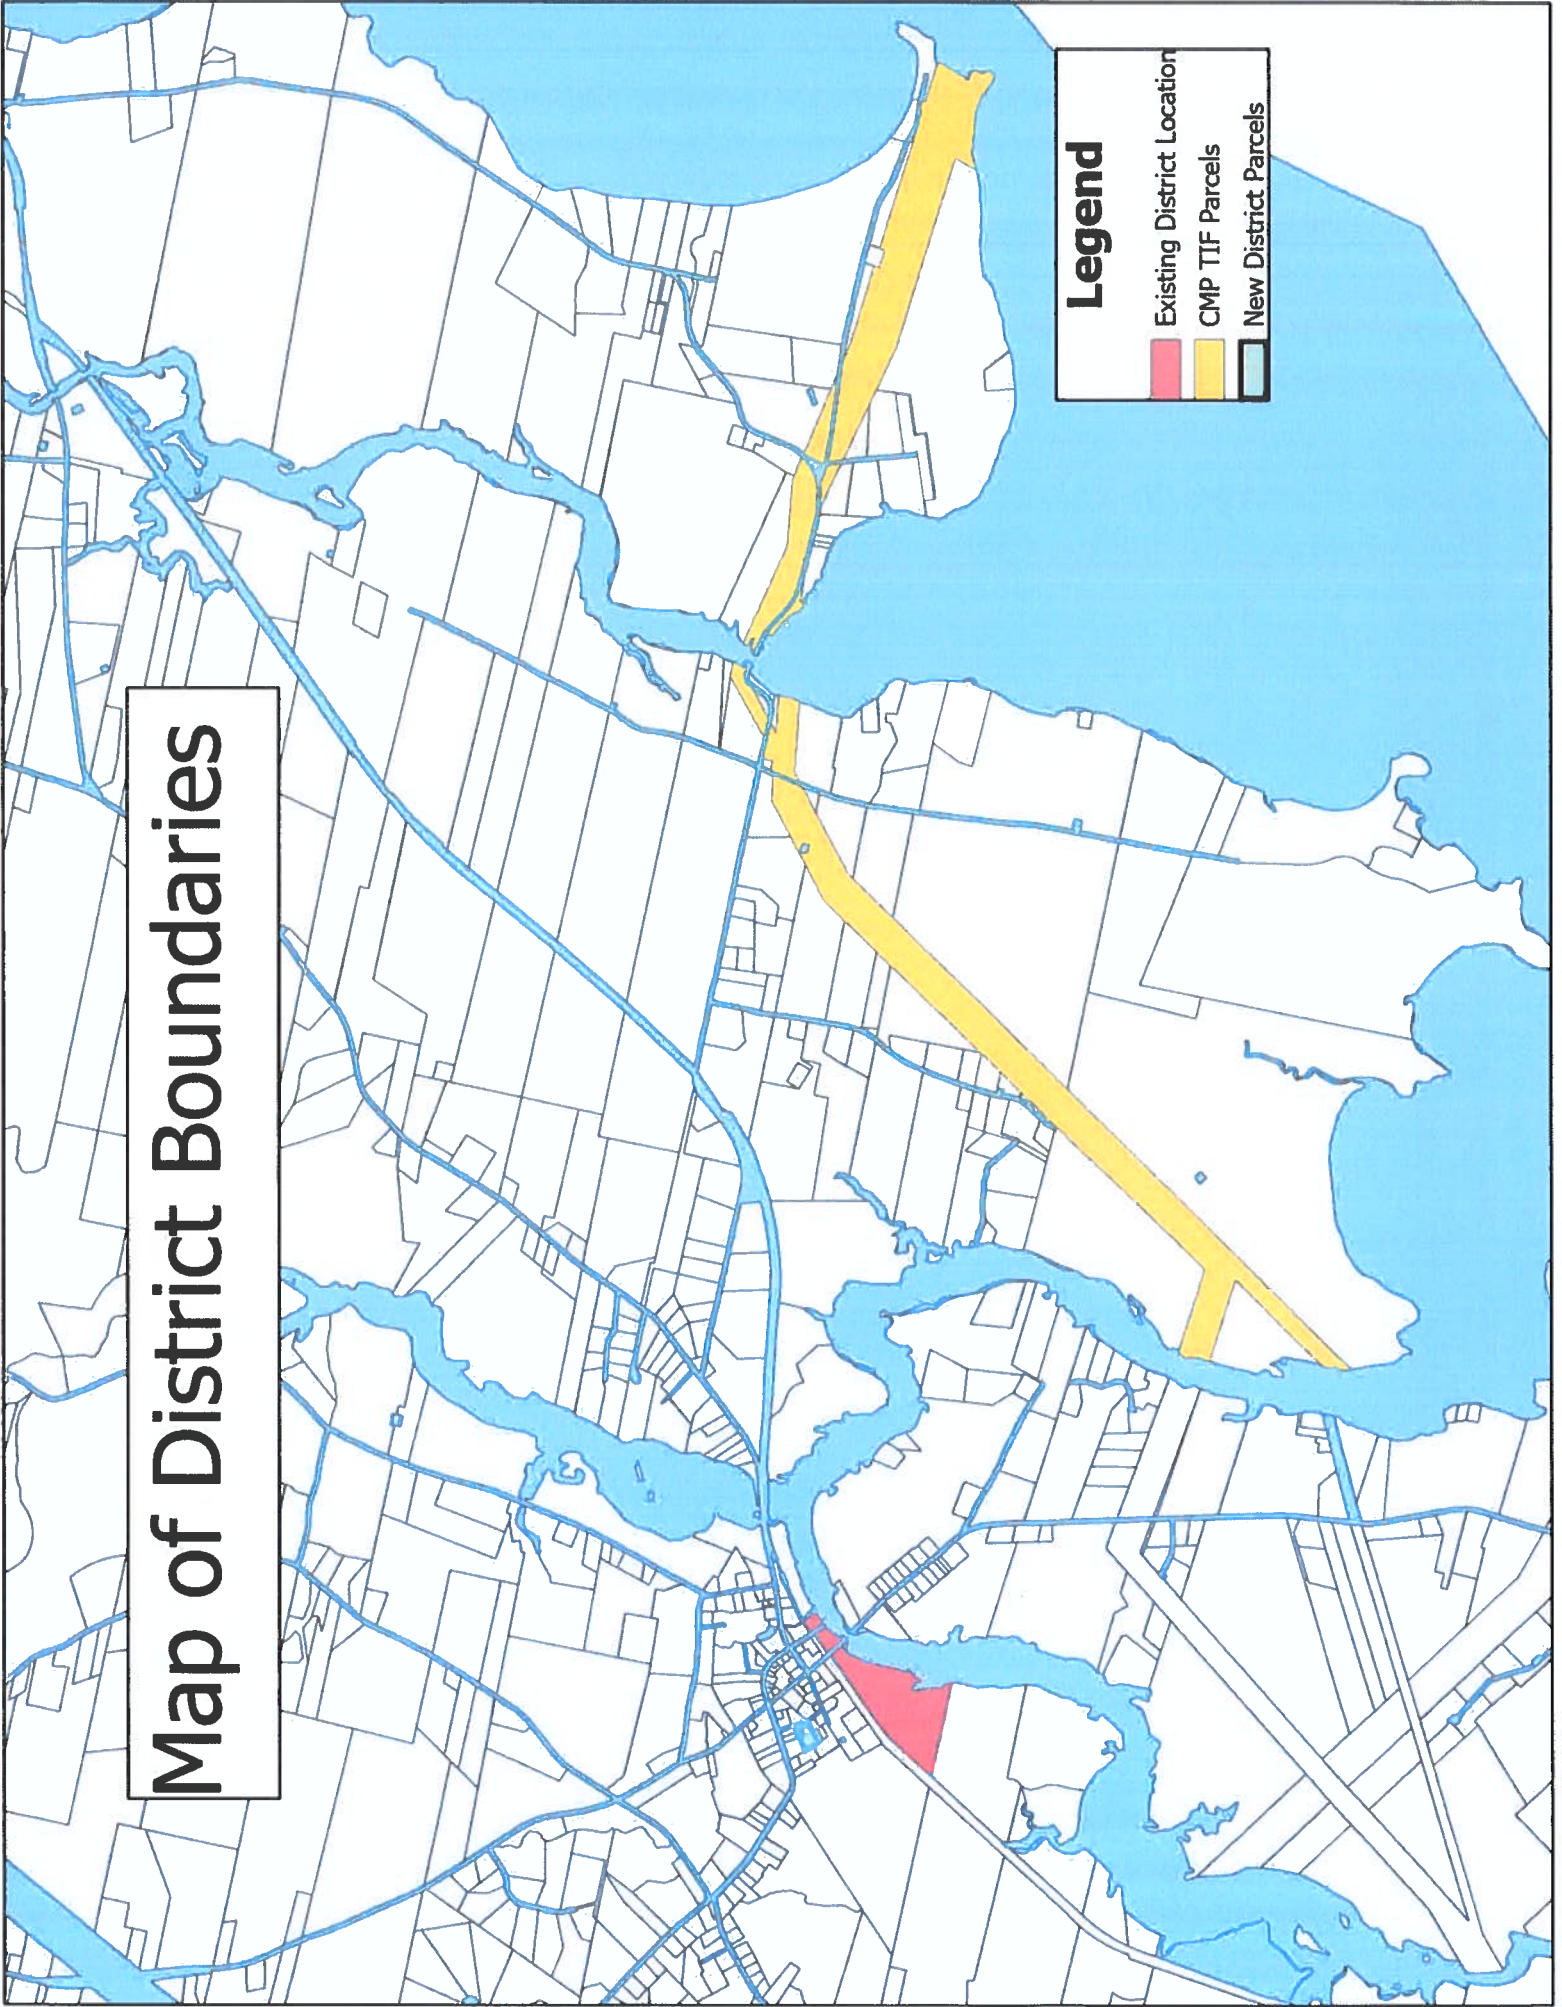 Map of District Boundaries
Legend
Existing District Location
CMP TIF Parcels
New District Parcels